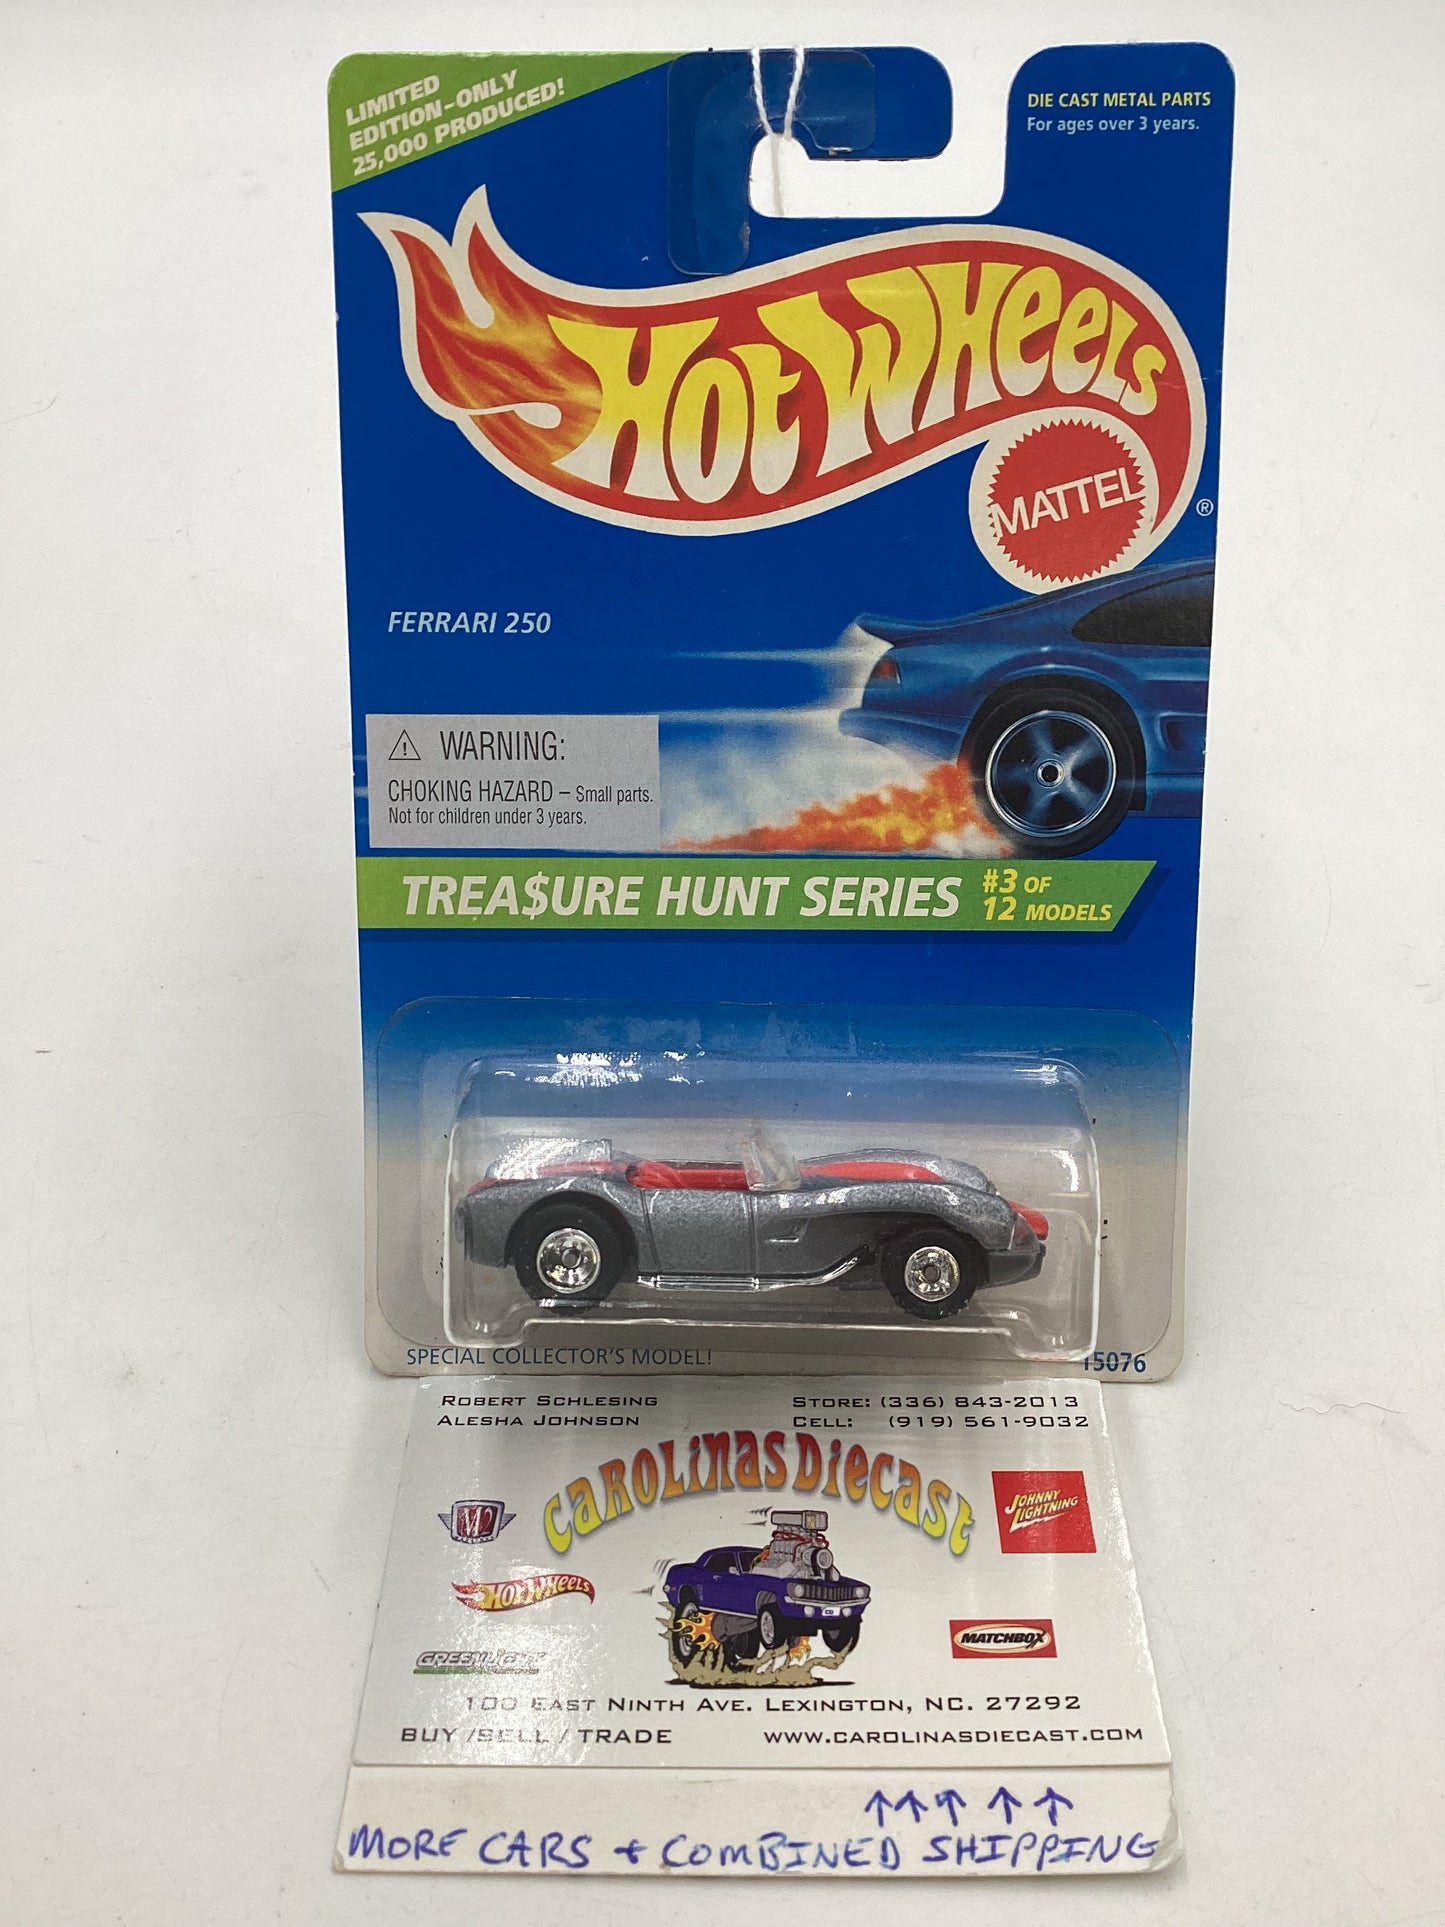 LIMITED
EDITION-ONLY
25,000 PRODUCED!
DIE CAST METAL PARTS
For ages over 3 years.
HOT WHEELS
MATTEL
®
FERRARI 250
WARNING:
CHOKING HAZARD – Small parts.
Not for children under 3 years.
TREA$URE HUNT SERIES #3 OF
12 MODELS
SPECIAL COLLECTOR'S MODEL!
15076
ROBERT SCHLESING
STORE: (336) 843-2013
ALESHA JOHNSON
CELL: (919) 561-9032
CAROLINAS DIECAST
M2
JOHNNY
LIGHTNING
HOT WHEELS
MATCHBOX
GREENLIGHT
100 EAST NINTH AVE. LEXINGTON, NC. 27292
BUY / SELL / TRADE
WWW.CAROLINASDIECAST.COM
↑↑↑ ↑ ↑
MORE CARS + COMBINED SHIPPING